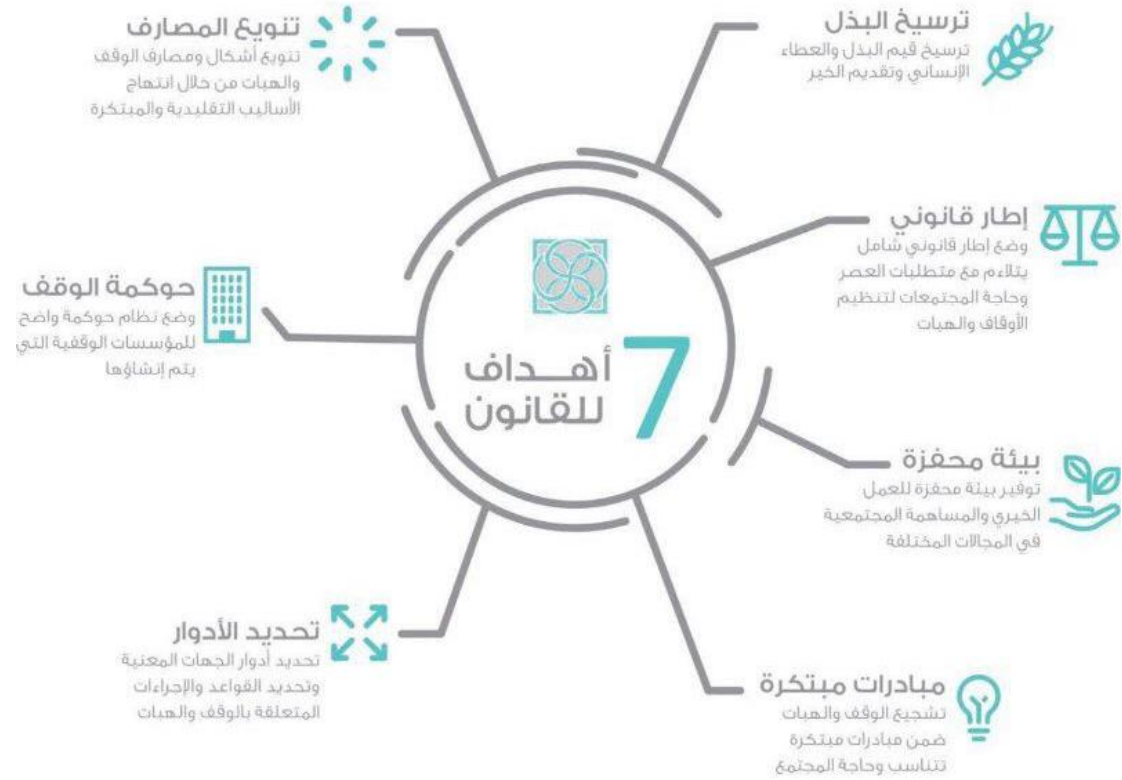 7
أهــداف
للقانون
ترسيخ البذل
ترسيخ قيم البذل والعطاء
الإنساني وتقديم الخير
إطار قانوني
وضع إطار قانوني شامل
يتلاءم مع متطلبات العصر
وحاجة المجتمعات لتنظيم
الأوقاف والهبات
بيئة محفزة
توفير بيئة محفزة للعمل
الخيري والمساهمة المجتمعية
في المجالات المختلفة
مبادرات مبتكرة
تشجيع الوقف والهبات
ضمن مبادرات مبتكرة
تتناسب وحاجة المجتمع
تحديد الأدوار
تحديد أدوار الجهات المعنية
وتحديد القواعد والإجراءات
المتعلقة بالوقف والهبات
حوكمة الوقف
وضع نظام حوكمة واضح
للمؤسسات الوقفية التي
يتم إنشاؤها
تنويع المصارف
تنويع أشكال ومصارف الوقف
والهبات من خلال انتهاج
الأساليب التقليدية والمبتكرة